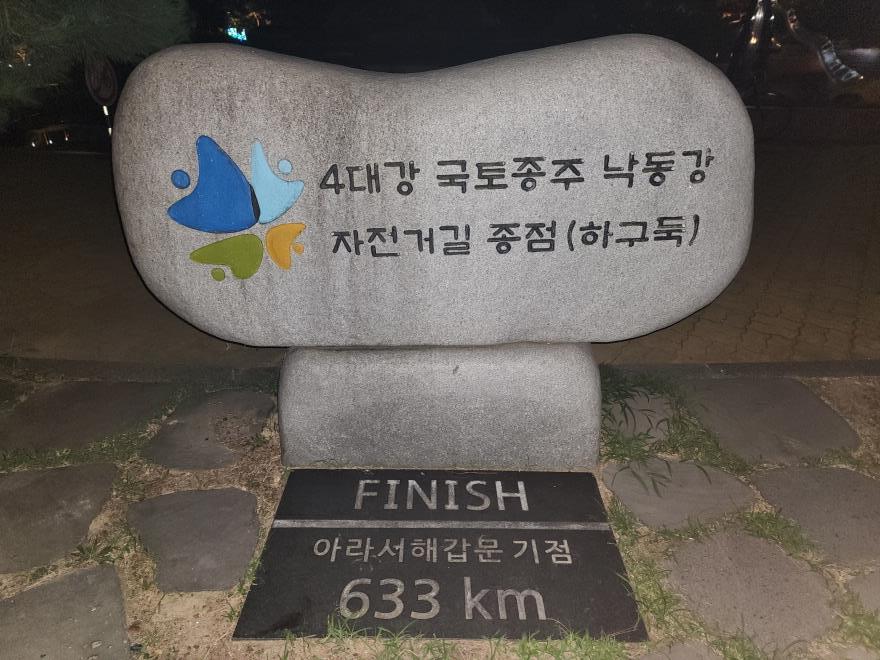 4대강 국토종주 낙동강
자전거길 종점(하구둑)
FINISH
아라서해갑문 기점
633 km